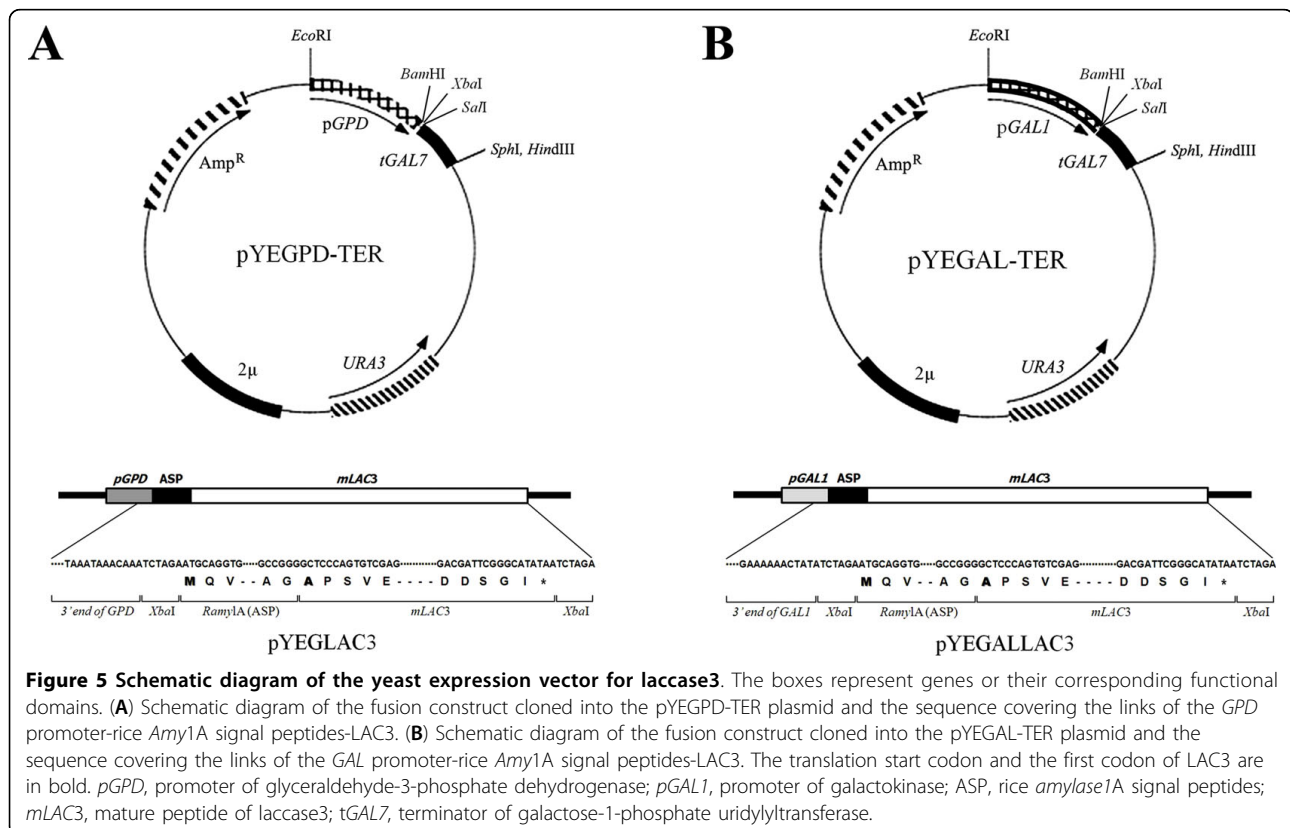 A
EcoRI
BamHI
XbaI
SalI
pGPD
tGAL7
SphI, HindIII
AmpR
pYEGPD-TER
2μ
URA3
pGPD ASP mLAC3
····TAAATAAACAAATCTAGAATGCAGGTG·····GCCGGGGCTCCCAGTGTCGAG··········GACGATTCGGGCATATAATCTAGA
M Q V - - A G A P S V E - - - - D D S G I *
3' end of GPD XbaI RamylA (ASP) mLAC3 XbaI
pYEGLAC3
B
EcoRI
BamHI
XbaI
SalI
pGAL1
tGAL7
SphI, HindIII
AmpR
pYEGAL-TER
2μ
URA3
pGAL1 ASP mLAC3
····GAAAAAACTATATCTAGAATGCAGGTG·····GCCGGGGCTCCCAGTGTCGAG··········GACGATTCGGGCATATAATCTAGA
M Q V - - A G A P S V E - - - - D D S G I *
3' end of GAL1 XbaI RamylA (ASP) mLAC3 XbaI
pYEGALLAC3
Figure 5 Schematic diagram of the yeast expression vector for laccase3. The boxes represent genes or their corresponding functional
domains. (A) Schematic diagram of the fusion construct cloned into the pYEGPD-TER plasmid and the sequence covering the links of the GPD
promoter-rice Amy1A signal peptides-LAC3. (B) Schematic diagram of the fusion construct cloned into the pYEGAL-TER plasmid and the
sequence covering the links of the GAL promoter-rice Amy1A signal peptides-LAC3. The translation start codon and the first codon of LAC3 are
in bold. pGPD, promoter of glyceraldehyde-3-phosphate dehydrogenase; pGAL1, promoter of galactokinase; ASP, rice amylase1A signal peptides;
mLAC3, mature peptide of laccase3; tGAL7, terminator of galactose-1-phosphate uridylyltransferase.